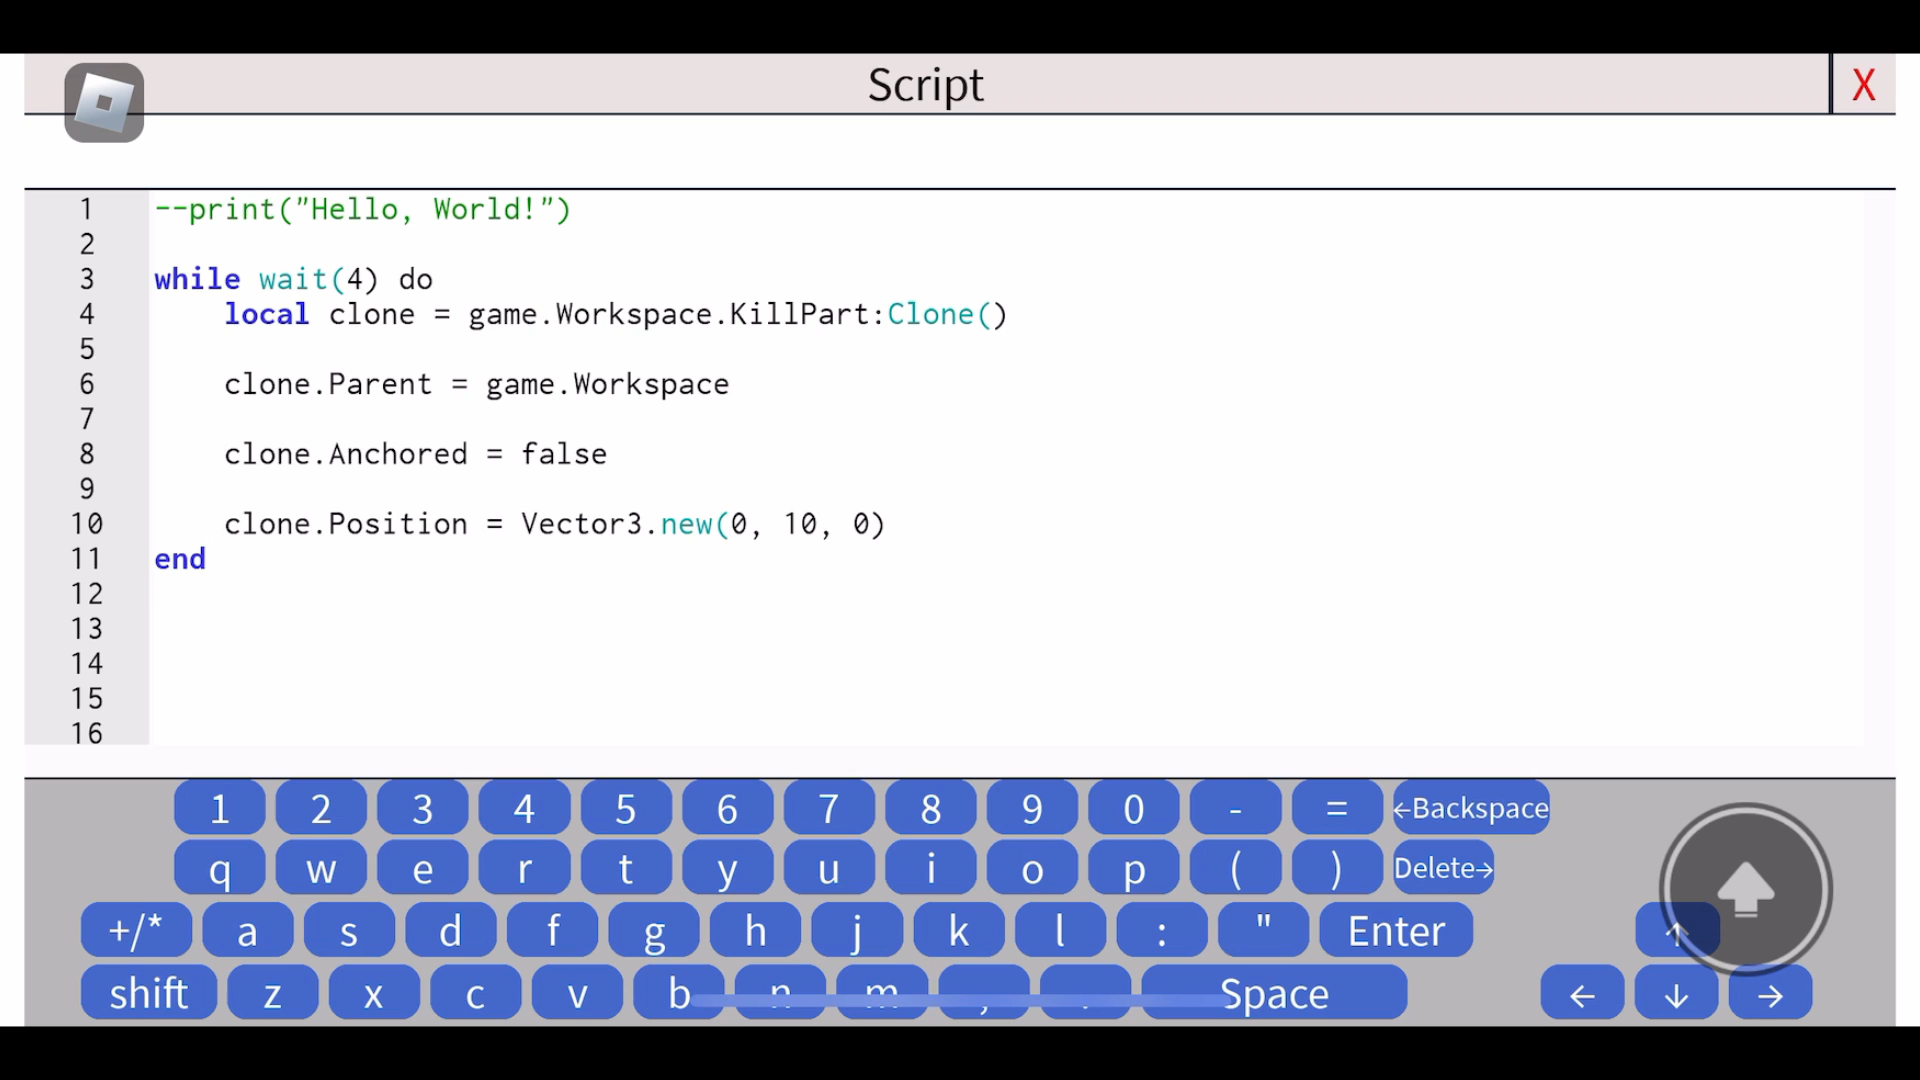 Script
X
1 --print("Hello, World!")
2
3 while wait(4) do
4 local clone = game.Workspace.KillPart:Clone()
5
6 clone.Parent = game.Workspace
7
8 clone.Anchored = false
9
10 clone.Position = Vector3.new(0, 10, 0)
11 end
12
13
14
15
16
1 2 3 4 5 6 7 8 9 0 - = ←Backspace
q w e r t y u i o p ( ) Delete→
+/* a s d f g h j k l : " Enter ↑
shift z x c v b n m , . Space ← ↓ →